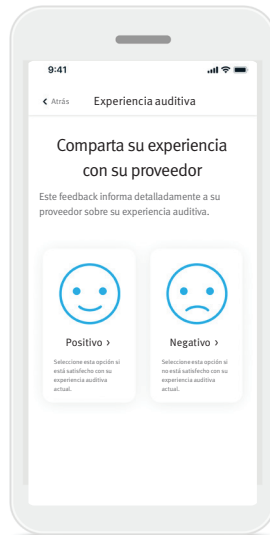 9:41
Atrás Experiencia auditiva
Comparta su experiencia
con su proveedor
Este feedback informa detalladamente a su
proveedor sobre su experiencia auditiva.
Positivo ›
Seleccione esta opción si
está satisfecho con su
experiencia auditiva
actual.
Negativo ›
Seleccione esta opción si
no está satisfecho con su
experiencia auditiva
actual.